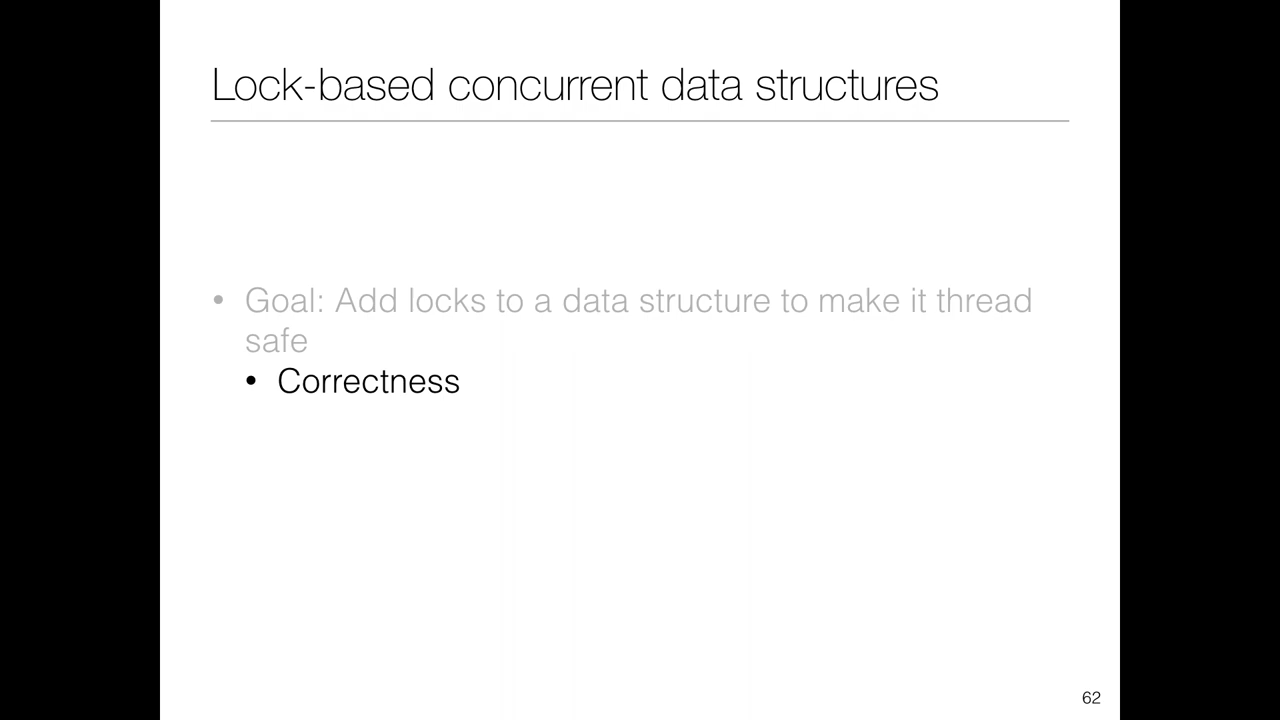 Lock-based concurrent data structures
• Goal: Add locks to a data structure to make it thread
safe
• Correctness
62